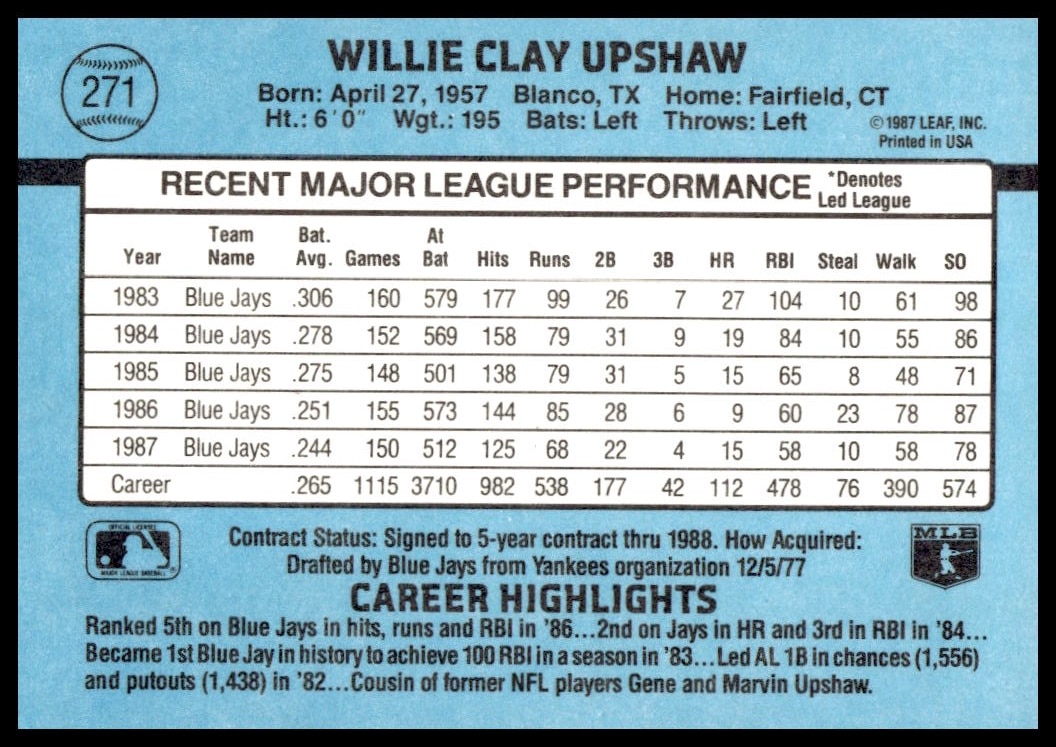 271
WILLIE CLAY UPSHAW
Born: April 27, 1957 Blanco, TX Home: Fairfield, CT
Ht.: 6'0" Wgt.: 195 Bats: Left Throws: Left
©1987 LEAF, INC.
Printed in USA
RECENT MAJOR LEAGUE PERFORMANCE *Denotes Led League
Year Team Name Bat. Avg. Games At Bat Hits Runs 2B 3B HR RBI Steal Walk SO
1983 Blue Jays .306 160 579 177 99 26 7 27 104 10 61 98
1984 Blue Jays .278 152 569 158 79 31 9 19 84 10 55 86
1985 Blue Jays .275 148 501 138 79 31 5 15 65 8 48 71
1986 Blue Jays .251 155 573 144 85 28 6 9 60 23 78 87
1987 Blue Jays .244 150 512 125 68 22 4 15 58 10 58 78
Career .265 1115 3710 982 538 177 42 112 478 76 390 574
OFFICIAL LICENSEE
MAJOR LEAGUE BASEBALL
Contract Status: Signed to 5-year contract thru 1988. How Acquired:
Drafted by Blue Jays from Yankees organization 12/5/77
MLB
CAREER HIGHLIGHTS
Ranked 5th on Blue Jays in hits, runs and RBI in '86...2nd on Jays in HR and 3rd in RBI in '84...
Became 1st Blue Jay in history to achieve 100 RBI in a season in '83...Led AL 1B in chances (1,556)
and putouts (1,438) in '82...Cousin of former NFL players Gene and Marvin Upshaw.